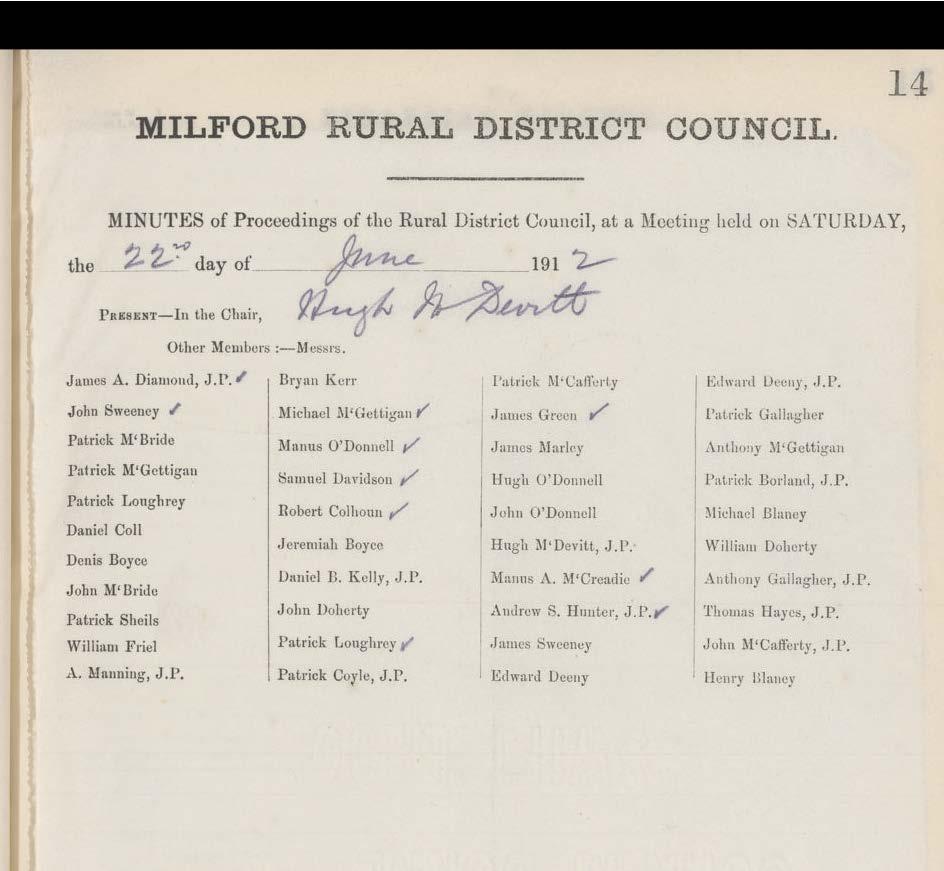 14
MILFORD RURAL DISTRICT COUNCIL.
MINUTES of Proceedings of the Rural District Council, at a Meeting held on SATURDAY,
the 22nd day of June 1912
PRESENT—In the Chair, Hugh McDevitt
Other Members :—Messrs.
James A. Diamond, J.P. ✓
John Sweeney ✓
Patrick M‘Bride
Patrick M‘Gettigan
Patrick Loughrey
Daniel Coll
Denis Boyce
John M‘Bride
Patrick Sheils
William Friel
A. Manning, J.P.
Bryan Kerr
Michael M‘Gettigan ✓
Manus O’Donnell ✓
Samuel Davidson ✓
Robert Colhoun ✓
Jeremiah Boyce
Daniel B. Kelly, J.P.
John Doherty
Patrick Loughrey ✓
Patrick Coyle, J.P.
Patrick M‘Cafferty
James Green ✓
James Marley
Hugh O’Donnell
John O’Donnell
Hugh M‘Devitt, J.P.
Manus A. M‘Creadie ✓
Andrew S. Hunter, J.P. ✓
James Sweeney
Edward Deeny
Edward Deeny, J.P.
Patrick Gallagher
Anthony M‘Gettigan
Patrick Borland, J.P.
Michael Blaney
William Doherty
Anthony Gallagher, J.P.
Thomas Hayes, J.P.
John M‘Cafferty, J.P.
Henry Blaney